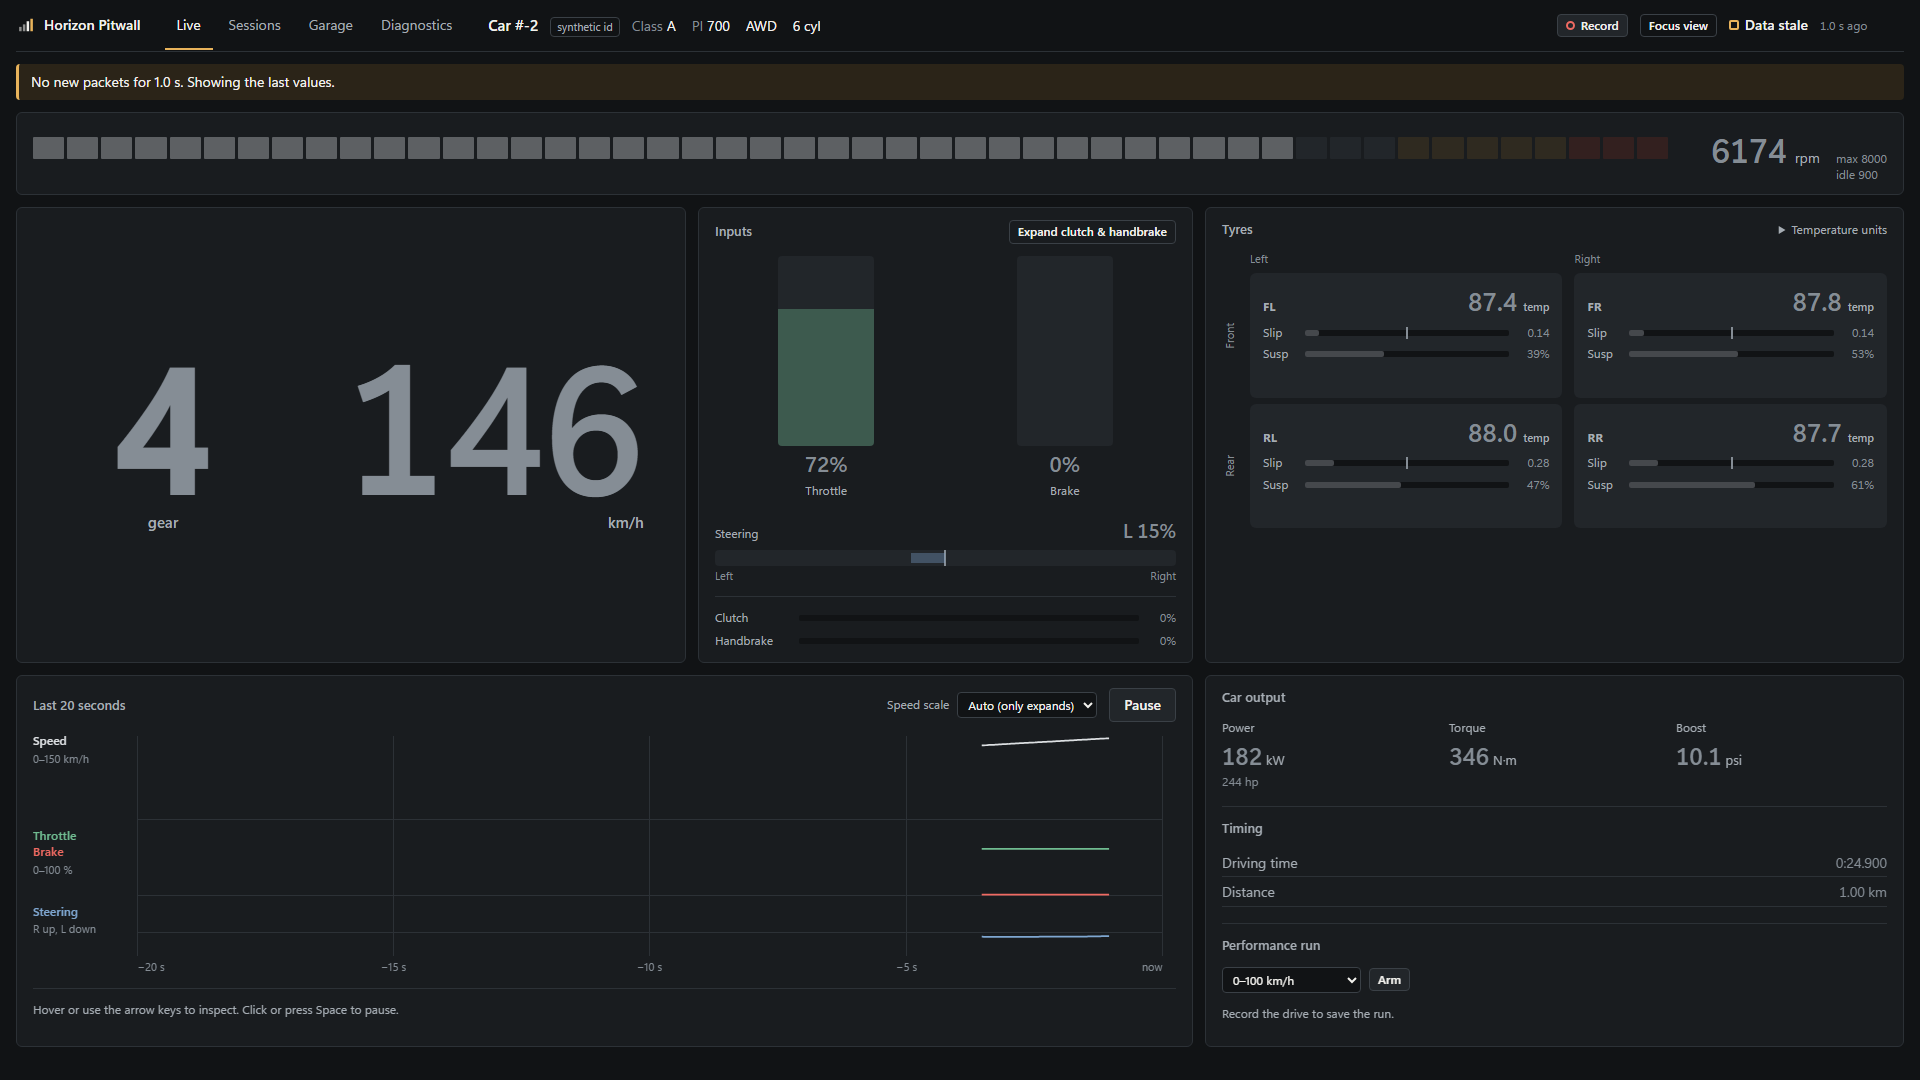 Horizon Pitwall
Live
Sessions
Garage
Diagnostics
Car #-2
synthetic id
Class A
PI 700
AWD
6 cyl
Record
Focus view
Data stale
1.0 s ago
No new packets for 1.0 s. Showing the last values.
6174 rpm
max 8000
idle 900
4
gear
146
km/h
Inputs
Expand clutch & handbrake
72%
Throttle
0%
Brake
Steering
L 15%
Left
Right
Clutch
0%
Handbrake
0%
Tyres
Temperature units
Left
Right
Front
FL
87.4 temp
Slip
0.14
Susp
39%
FR
87.8 temp
Slip
0.14
Susp
53%
Rear
RL
88.0 temp
Slip
0.28
Susp
47%
RR
87.7 temp
Slip
0.28
Susp
61%
Last 20 seconds
Speed scale
Auto (only expands)
Pause
Speed
0–150 km/h
Throttle
Brake
0–100 %
Steering
R up, L down
−20 s
−15 s
−10 s
−5 s
now
Hover or use the arrow keys to inspect. Click or press Space to pause.
Car output
Power
182 kW
244 hp
Torque
346 N·m
Boost
10.1 psi
Timing
Driving time
0:24.900
Distance
1.00 km
Performance run
0–100 km/h
Arm
Record the drive to save the run.